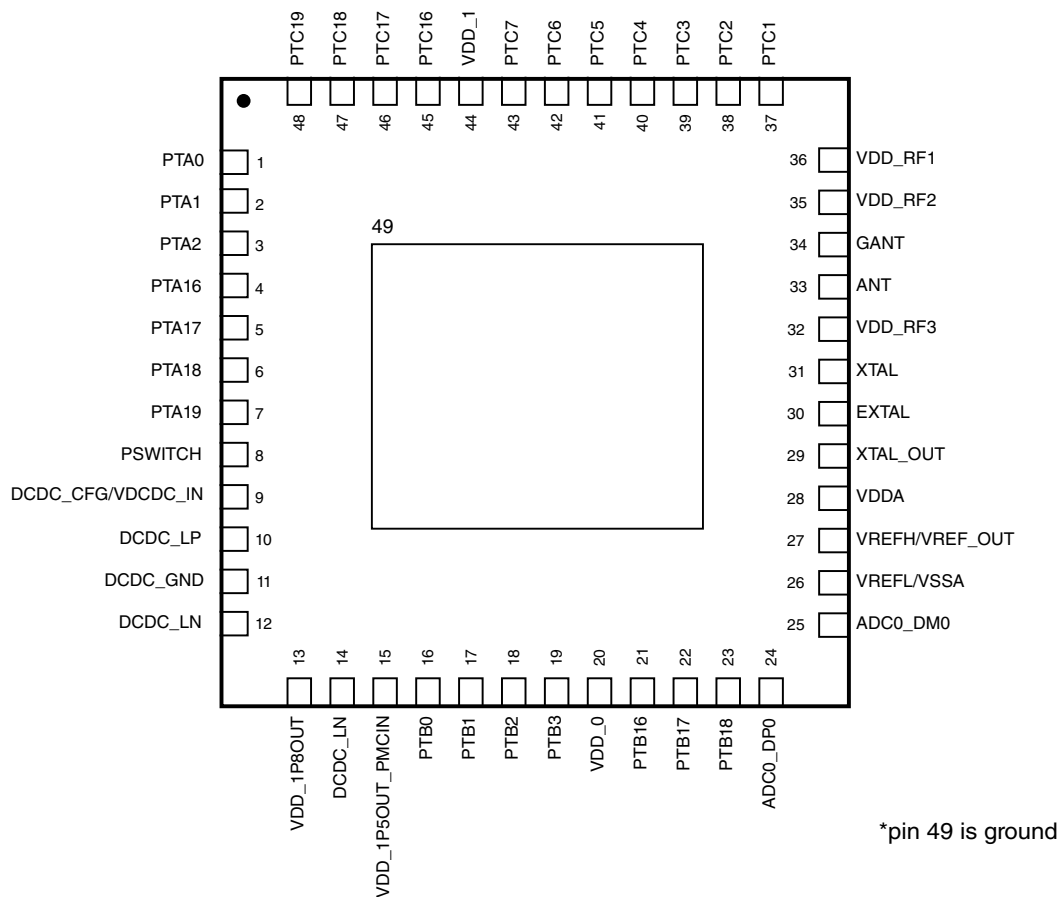 PTC19 PTC18 PTC17 PTC16 VDD_1 PTC7 PTC6 PTC5 PTC4 PTC3 PTC2 PTC1
48 47 46 45 44 43 42 41 40 39 38 37
PTA0 1 36 VDD_RF1
PTA1 2 35 VDD_RF2
49
PTA2 3 34 GANT
PTA16 4 33 ANT
PTA17 5 32 VDD_RF3
PTA18 6 31 XTAL
PTA19 7 30 EXTAL
PSWITCH 8 29 XTAL_OUT
DCDC_CFG/VDCDC_IN 9 28 VDDA
DCDC_LP 10 27 VREFH/VREF_OUT
DCDC_GND 11 26 VREFL/VSSA
DCDC_LN 12 25 ADC0_DM0
13 14 15 16 17 18 19 20 21 22 23 24
VDD_1P8OUT DCDC_LN VDD_1P5OUT_PMCIN PTB0 PTB1 PTB2 PTB3 VDD_0 PTB16 PTB17 PTB18 ADC0_DP0
*pin 49 is ground